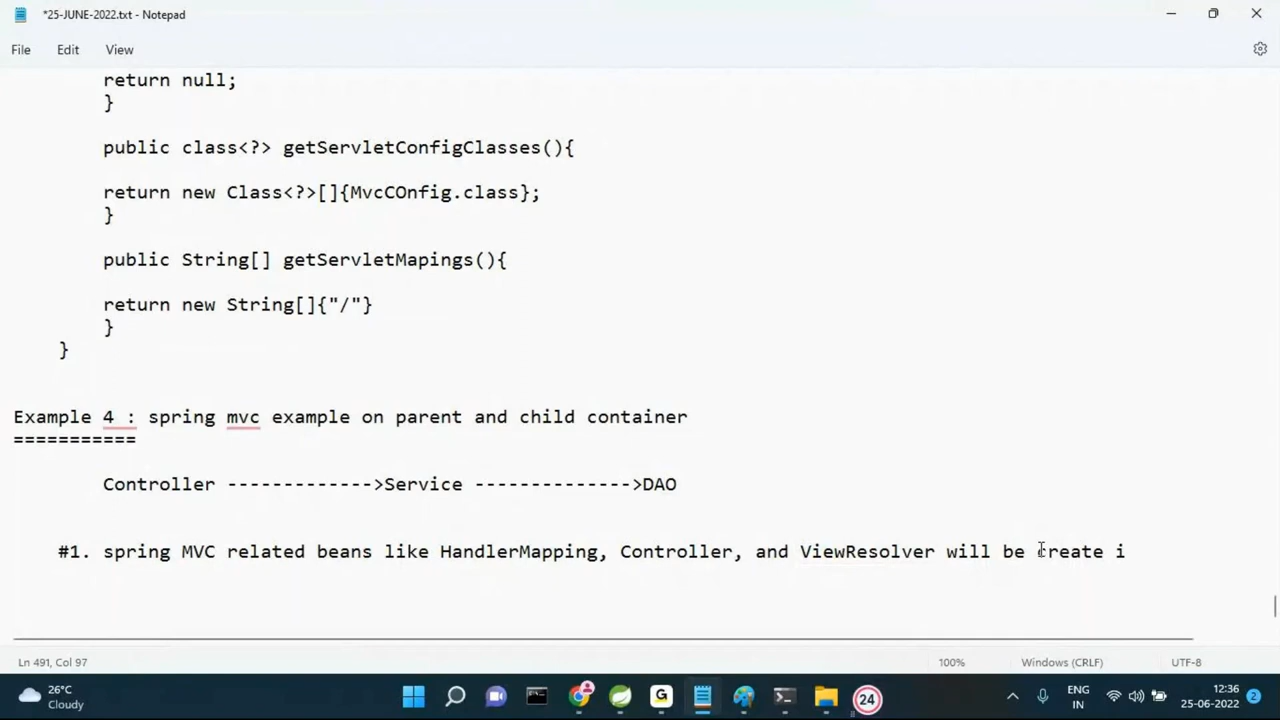 *25-JUNE-2022.txt - Notepad
File Edit View
return null;
}
public class<?> getServletConfigClasses(){
return new Class<?>[]{MvcCOnfig.class};
}
public String[] getServletMapings(){
return new String[]{"/"}
}
}
Example 4 : spring mvc example on parent and child container
===========
Controller ------------->Service -------------->DAO
#1. spring MVC related beans like HandlerMapping, Controller, and ViewResolver will be create i
Ln 491, Col 97 100% Windows (CRLF) UTF-8
26°C
Cloudy
G
24
ENG
IN
12:36
25-06-2022
2